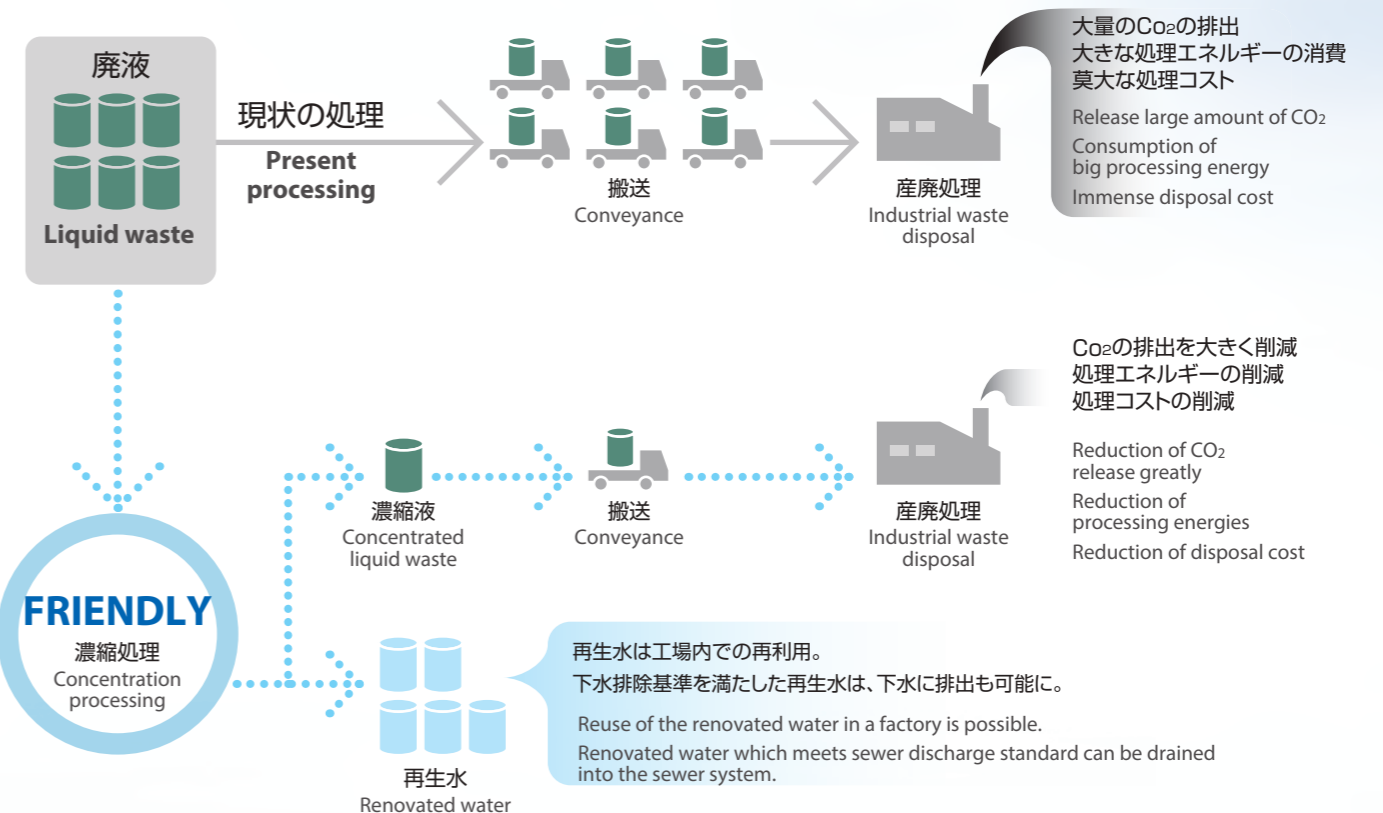 廃液
Liquid waste
現状の処理
Present
processing
搬送
Conveyance
産廃処理
Industrial waste
disposal
大量のCo₂の排出
大きな処理エネルギーの消費
莫大な処理コスト
Release large amount of CO₂
Consumption of
big processing energy
Immense disposal cost
FRIENDLY
濃縮処理
Concentration
processing
濃縮液
Concentrated
liquid waste
搬送
Conveyance
産廃処理
Industrial waste
disposal
Co₂の排出を大きく削減
処理エネルギーの削減
処理コストの削減
Reduction of CO₂
release greatly
Reduction of
processing energies
Reduction of disposal cost
再生水
Renovated water
再生水は工場内での再利用。
下水排除基準を満たした再生水は、下水に排出も可能に。
Reuse of the renovated water in a factory is possible.
Renovated water which meets sewer discharge standard can be drained
into the sewer system.